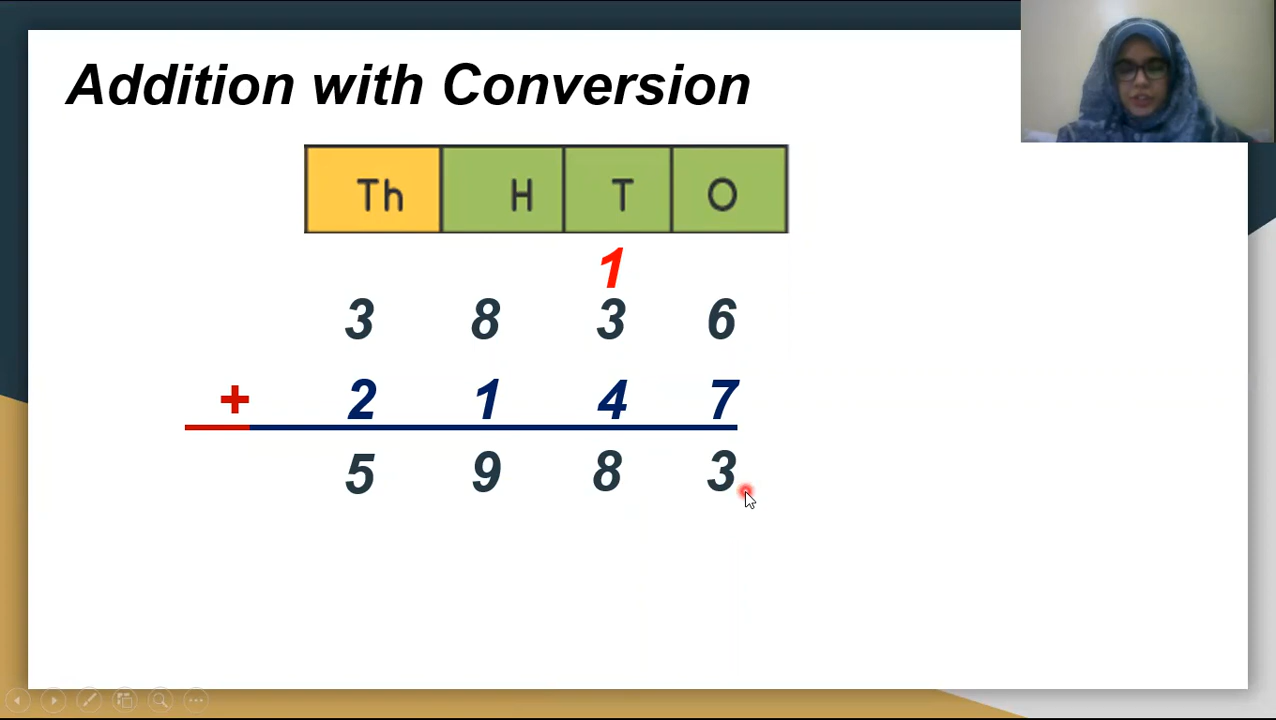 Addition with Conversion
Th H T O
1
3 8 3 6
+ 2 1 4 7
5 9 8 3